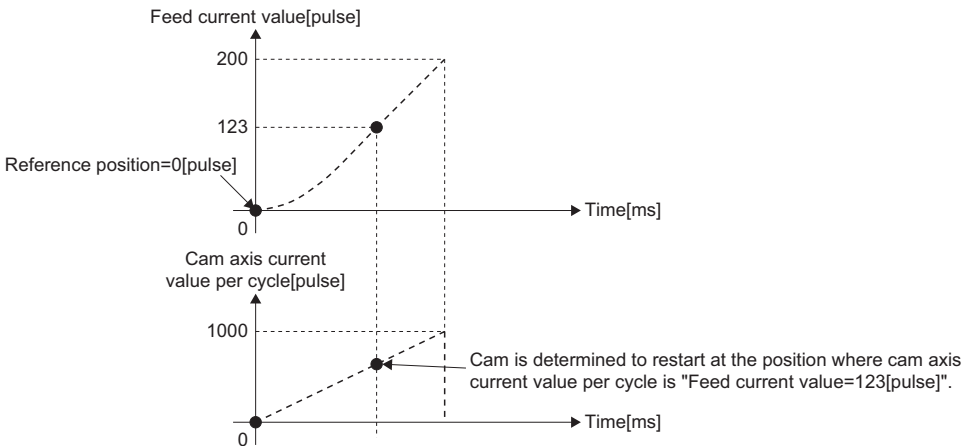 Feed current value[pulse]
200
123
Reference position=0[pulse]
0
Time[ms]
Cam axis current
value per cycle[pulse]
1000
Cam is determined to restart at the position where cam axis
current value per cycle is "Feed current value=123[pulse]".
0
Time[ms]